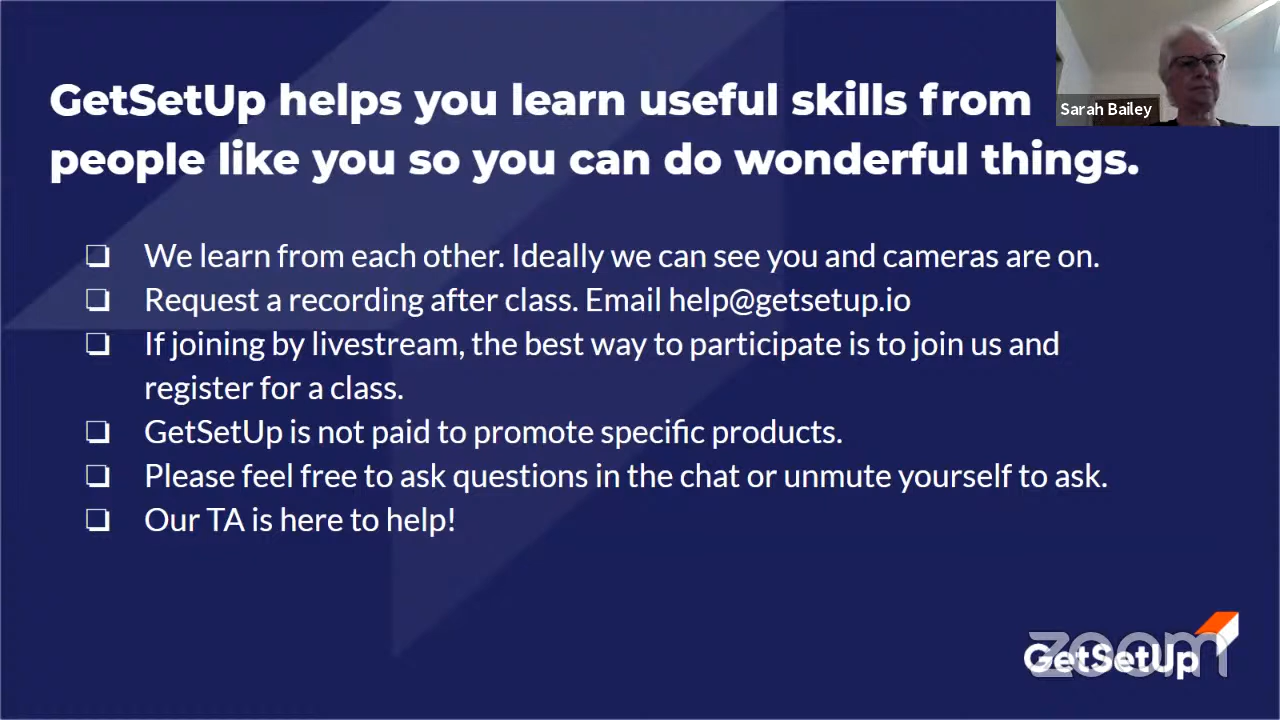 GetSetUp helps you learn useful skills from
people like you so you can do wonderful things.
Sarah Bailey
❏ We learn from each other. Ideally we can see you and cameras are on.
❏ Request a recording after class. Email help@getsetup.io
❏ If joining by livestream, the best way to participate is to join us and
register for a class.
❏ GetSetUp is not paid to promote specific products.
❏ Please feel free to ask questions in the chat or unmute yourself to ask.
❏ Our TA is here to help!
zoom
GetSetUp